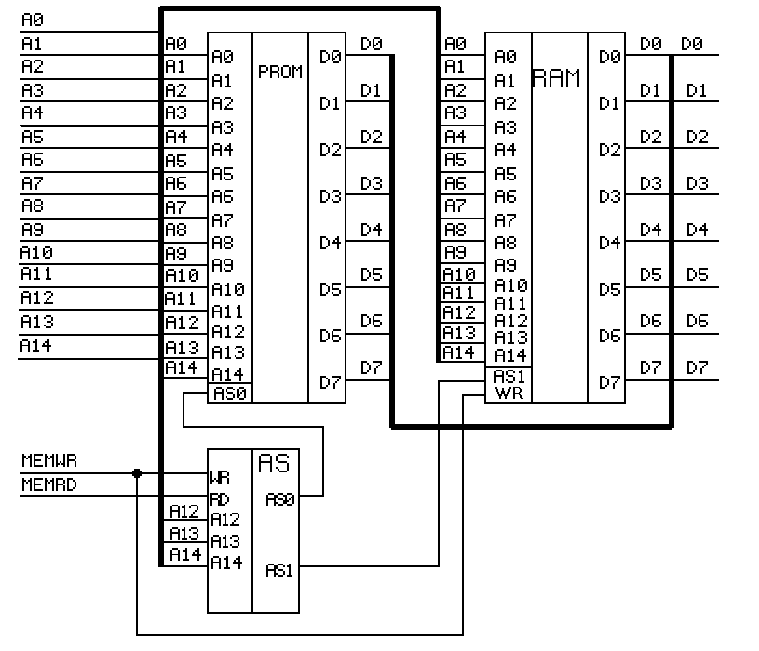 A0
A1
A2
A3
A4
A5
A6
A7
A8
A9
A10
A11
A12
A13
A14
A0
A1
A2
A3
A4
A5
A6
A7
A8
A9
A10
A11
A12
A13
A14
A0
A1
A2
A3
A4
A5
A6
A7
A8
A9
A10
A11
A12
A13
A14
AS0
PROM
D0
D1
D2
D3
D4
D5
D6
D7
D0
D1
D2
D3
D4
D5
D6
D7
A0
A1
A2
A3
A4
A5
A6
A7
A8
A9
A10
A11
A12
A13
A14
A0
A1
A2
A3
A4
A5
A6
A7
A8
A9
A10
A11
A12
A13
A14
AS1
WR
RAM
D0
D1
D2
D3
D4
D5
D6
D7
D0 D0
D1 D1
D2 D2
D3 D3
D4 D4
D5 D5
D6 D6
D7 D7
MEMWR
MEMRD
A12
A13
A14
WR
RD
A12
A13
A14
AS
AS0
AS1